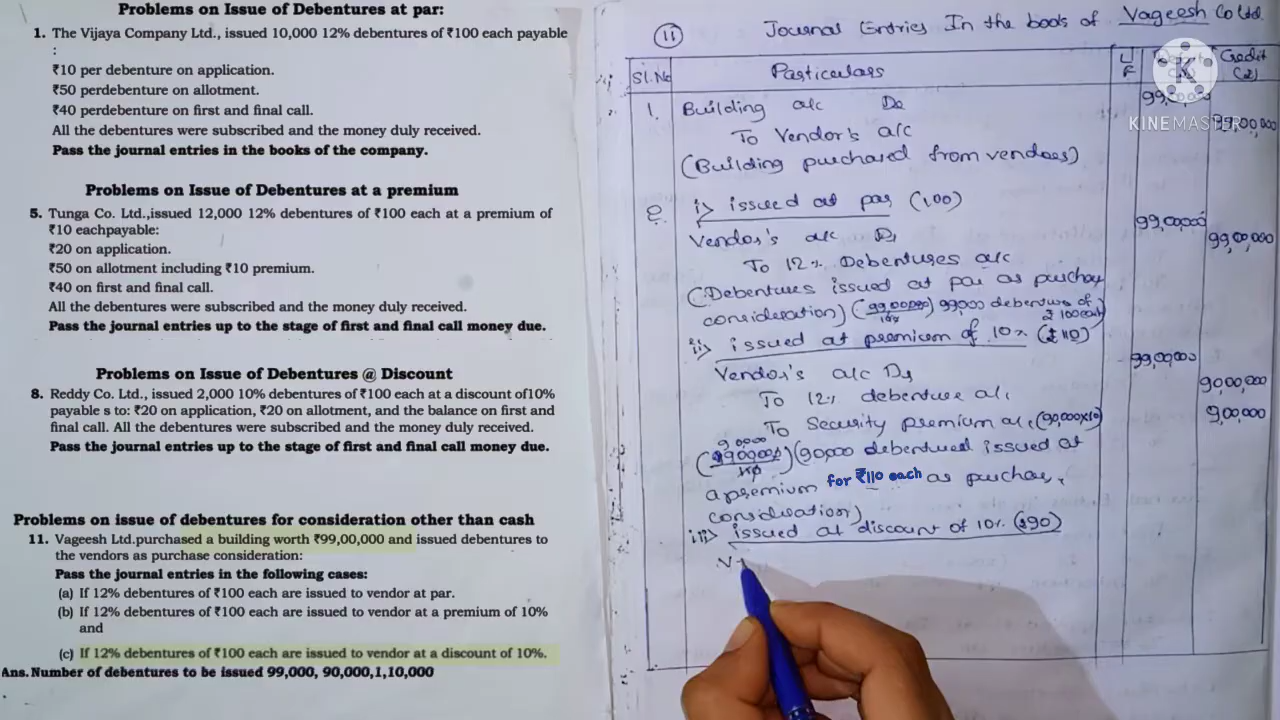 Problems on Issue of Debentures at par:
1. The Vijaya Company Ltd., issued 10,000 12% debentures of ₹100 each payable
:
₹10 per debenture on application.
₹50 perdebenture on allotment.
₹40 perdebenture on first and final call.
All the debentures were subscribed and the money duly received.
Pass the journal entries in the books of the company.
Problems on Issue of Debentures at a premium
5. Tunga Co. Ltd.,issued 12,000 12% debentures of ₹100 each at a premium of
₹10 eachpayable:
₹20 on application.
₹50 on allotment including ₹10 premium.
₹40 on first and final call.
All the debentures were subscribed and the money duly received.
Pass the journal entries up to the stage of first and final call money due.
Problems on Issue of Debentures @ Discount
8. Reddy Co. Ltd., issued 2,000 10% debentures of ₹100 each at a discount of10%
payable s to: ₹20 on application, ₹20 on allotment, and the balance on first and
final call. All the debentures were subscribed and the money duly received.
Pass the journal entries up to the stage of first and final call money due.
Problems on issue of debentures for consideration other than cash
11. Vageesh Ltd.purchased a building worth ₹99,00,000 and issued debentures to
the vendors as purchase consideration:
Pass the journal entries in the following cases:
(a) If 12% debentures of ₹100 each are issued to vendor at par.
(b) If 12% debentures of ₹100 each are issued to vendor at a premium of 10%
and
(c) If 12% debentures of ₹100 each are issued to vendor at a discount of 10%.
Ans.Number of debentures to be issued 99,000, 90,000,1,10,000
11 Journal Entries In the books of Vageesh Co Ltd.
Sl.No Particulars L F Credit
K
KINEMASTER
1. Building a/c Dr
To Vendor's a/c 99,00,000
(Building purchased from vendors)
2. i> issued at par (100)
Vendor's a/c Dr 99,00,000
To 12% Debentures a/c 99,00,000
(Debentures issued at par as purchase
consideration) (9900000/100) 99,000 debenture of
₹ 100 each)
ii> issued at premium of 10% (₹110)
Vendor's a/c Dr 99,00,000
To 12% debenture a/c 90,00,000
To Security premium a/c (90,000x10) 9,00,000
90,000
(9900000/110) (90,000 debentured issued at
a premium for ₹110 each as purchase
consideration)
iii> issued at discount of 10% (₹90)